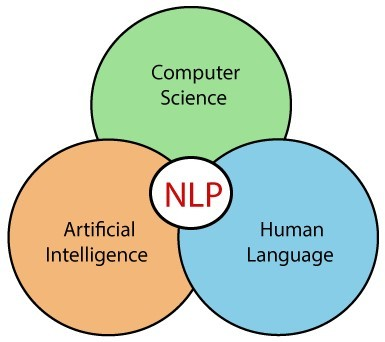 Computer
Science
NLP
Artificial
Intelligence
Human
Language